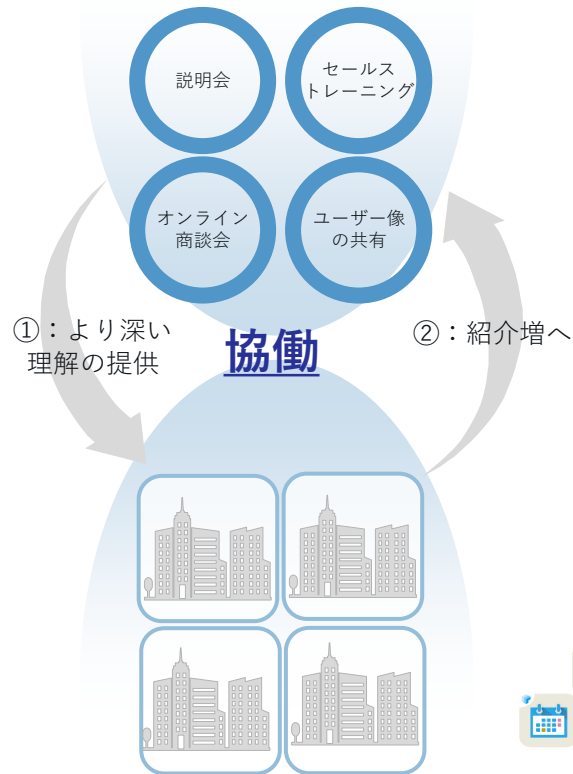 説明会
セールス
トレーニング
オンライン
商談会
ユーザー像
の共有
①：より深い
理解の提供
協働
②：紹介増へ